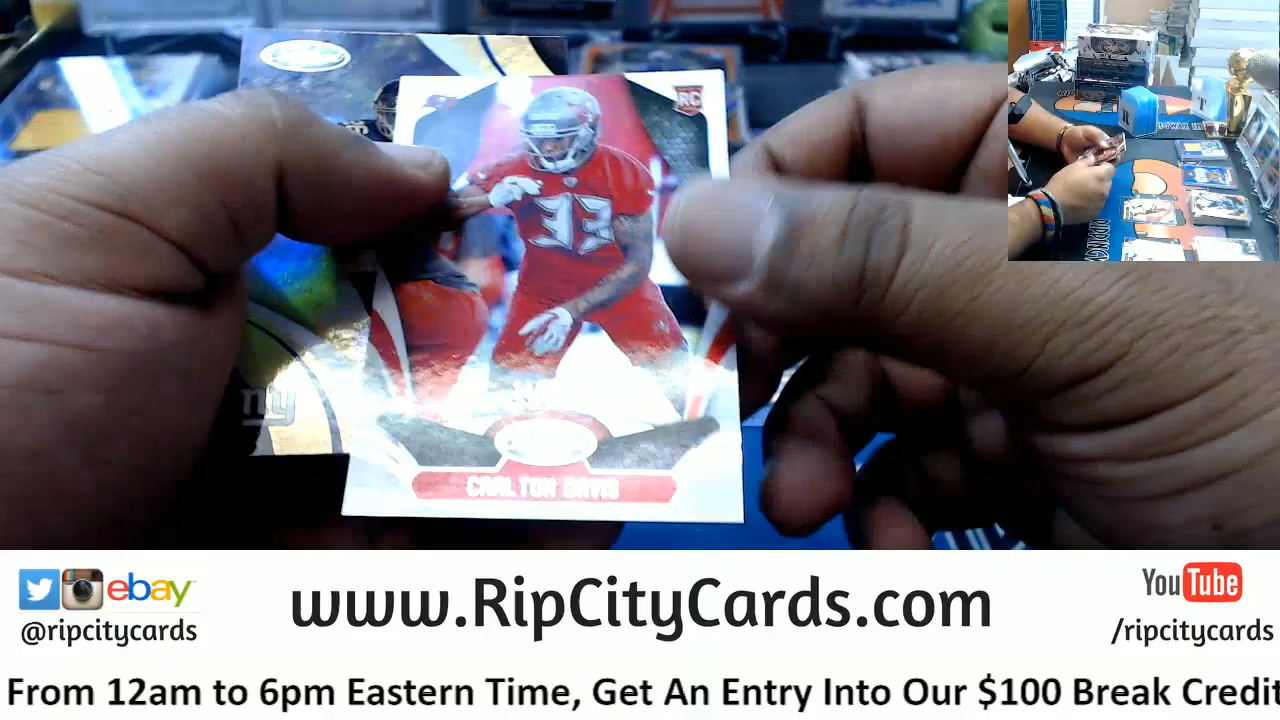 RC
33
ny
CARLTON DAVIS
ebay
@ripcitycards
www.RipCityCards.com
YouTube
/ripcitycards
From 12am to 6pm Eastern Time, Get An Entry Into Our $100 Break Credit